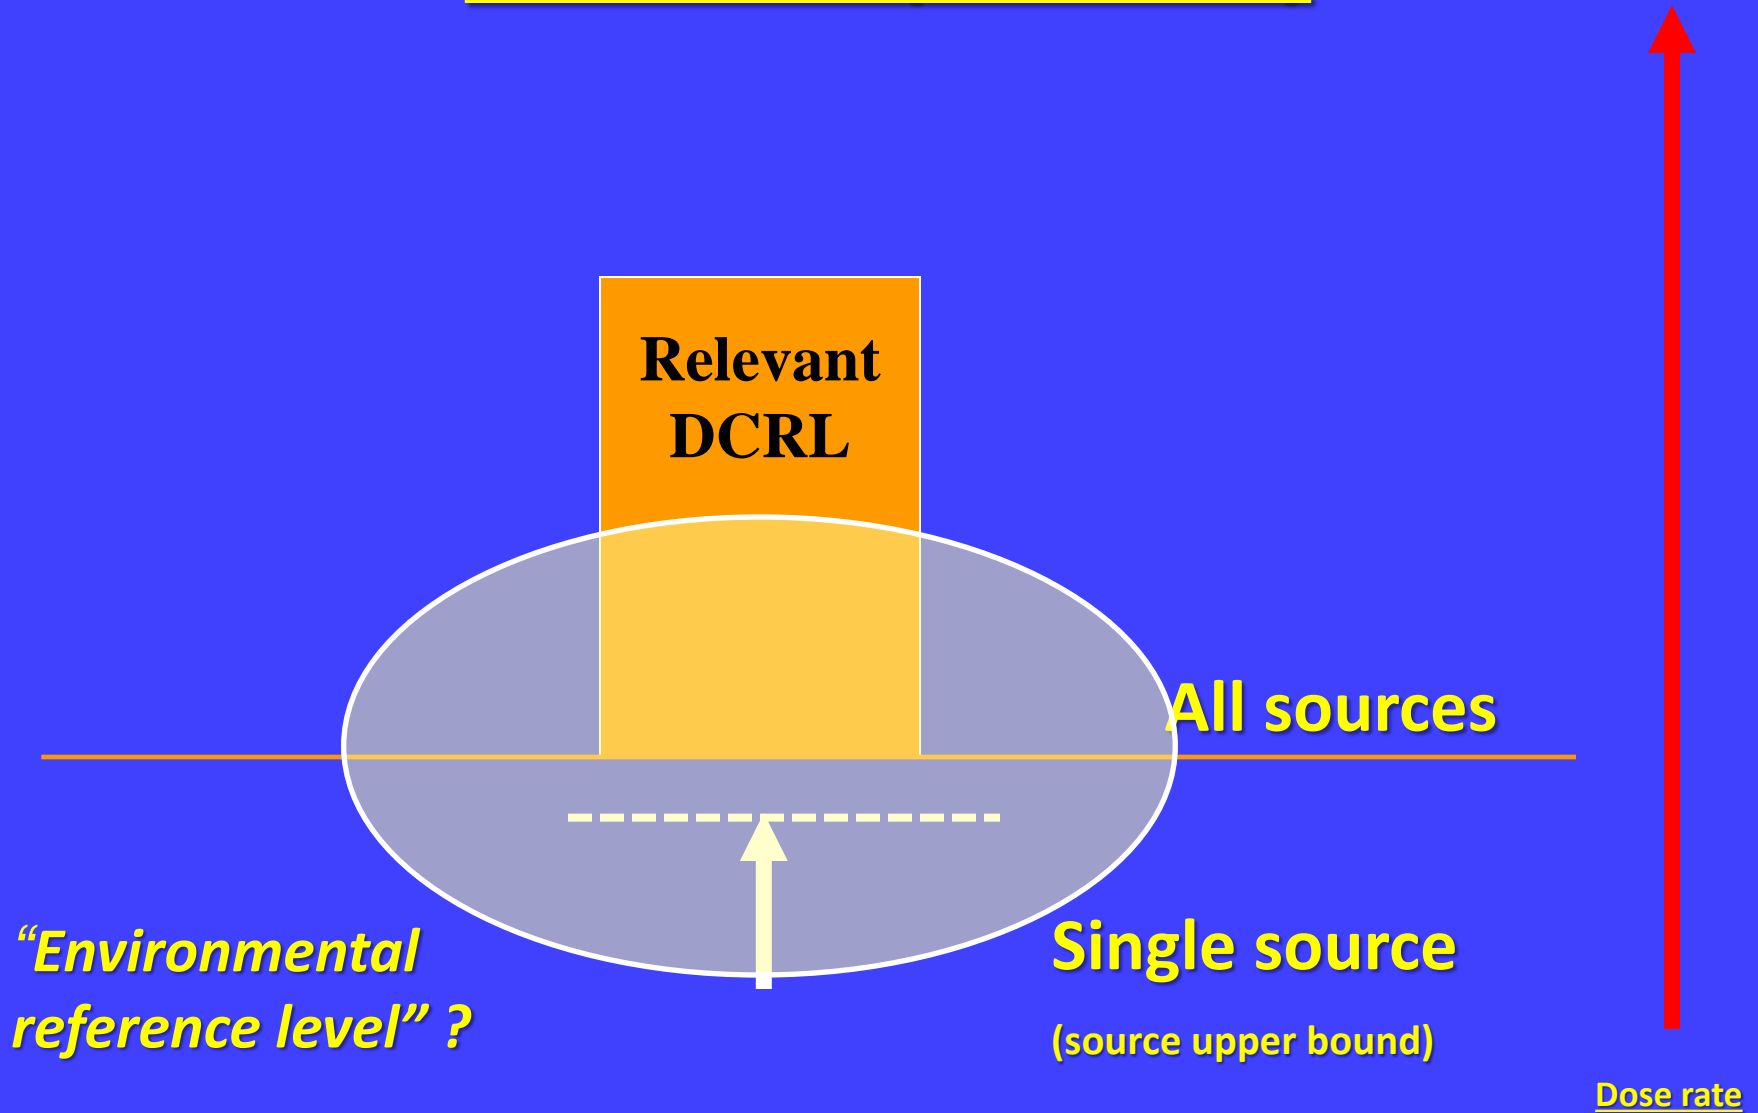 Relevant
DCRL
All sources
“Environmental
reference level” ?
Single source
(source upper bound)
Dose rate